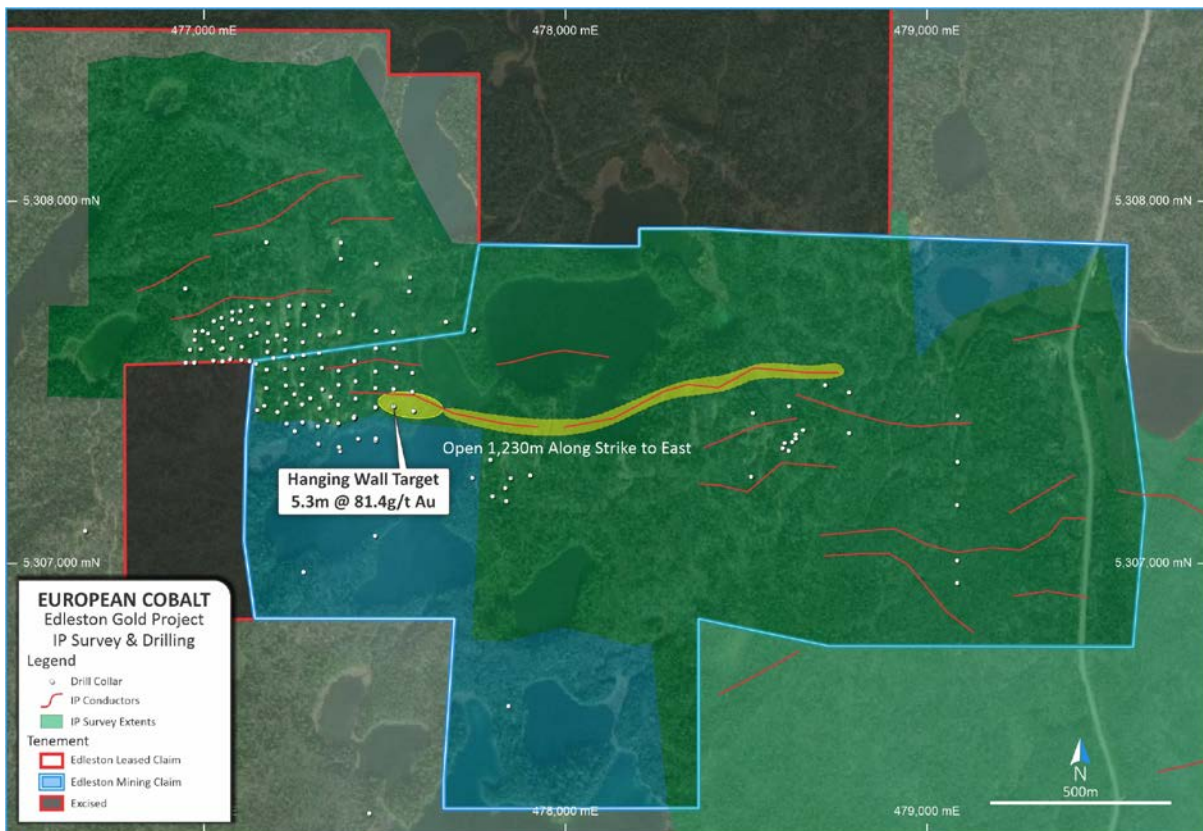 477,000 mE
478,000 mE
479,000 mE
5,308,000 mN
5,308,000 mN
Open 1,230m Along Strike to East
Hanging Wall Target
5.3m @ 81.4g/t Au
5,307,000 mN
5,307,000 mN
EUROPEAN COBALT
Edleston Gold Project
IP Survey & Drilling
Legend
Drill Collar
IP Conductors
IP Survey Extents
Tenement
Edleston Leased Claim
Edleston Mining Claim
Excised
478,000 mE
479,000 mE
N
500m